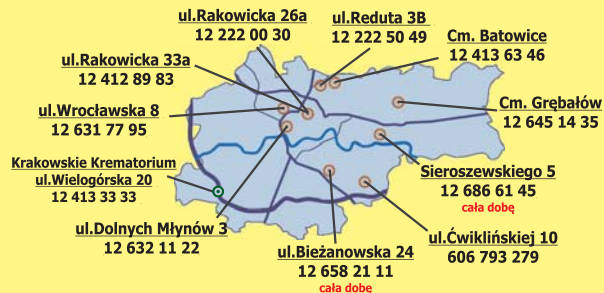 ul.Rakowicka 26a
12 222 00 30
ul.Reduta 3B
12 222 50 49
Cm. Batowice
12 413 63 46
ul.Rakowicka 33a
12 412 89 83
ul.Wrocławska 8
12 631 77 95
Cm. Grębałów
12 645 14 35
Krakowskie Krematorium
ul.Wielogórska 20
12 413 33 33
Sieroszewskiego 5
12 686 61 45
cała dobę
ul.Dolnych Młynów 3
12 632 11 22
ul.Bieżanowska 24
12 658 21 11
cała dobę
ul.Ćwiklińskiej 10
606 793 279